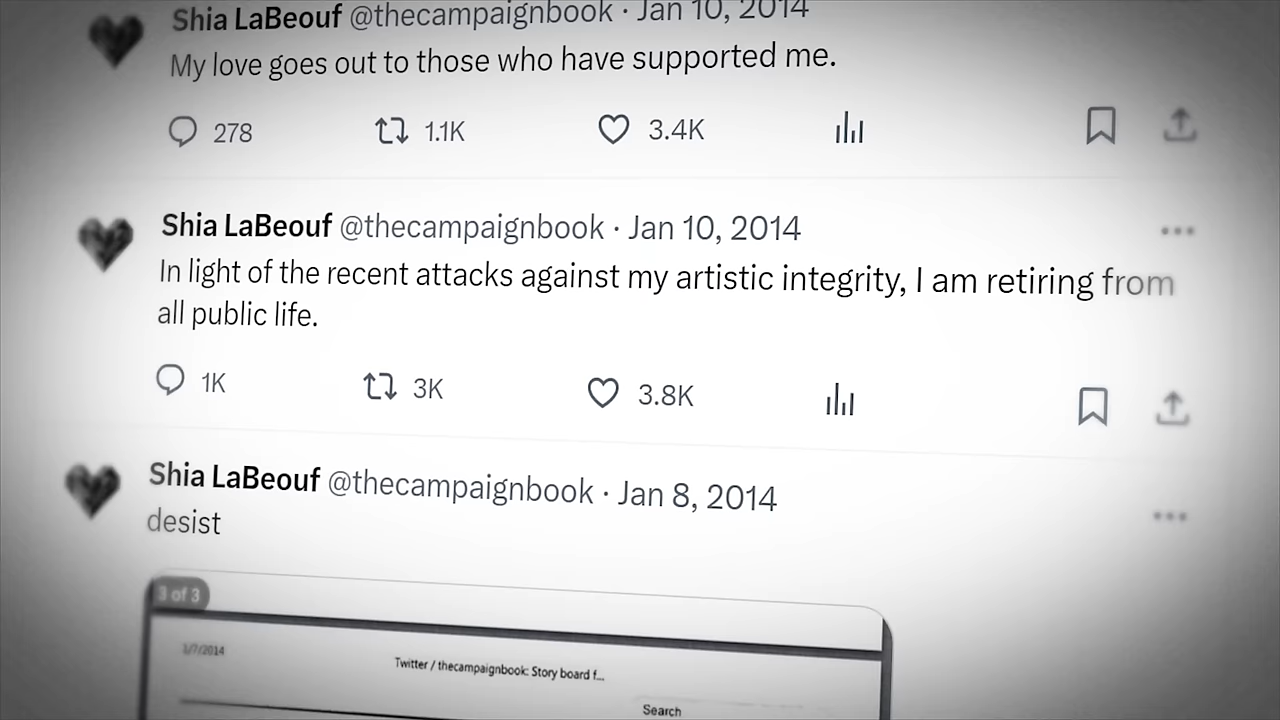 Shia LaBeouf @thecampaignbook · Jan 10, 2014
My love goes out to those who have supported me.
278 1.1K 3.4K
Shia LaBeouf @thecampaignbook · Jan 10, 2014
In light of the recent attacks against my artistic integrity, I am retiring from
all public life.
1K 3K 3.8K
Shia LaBeouf @thecampaignbook · Jan 8, 2014
desist
3 of 3
1/7/2014
Twitter / thecampaignbook: Story board f...
Search